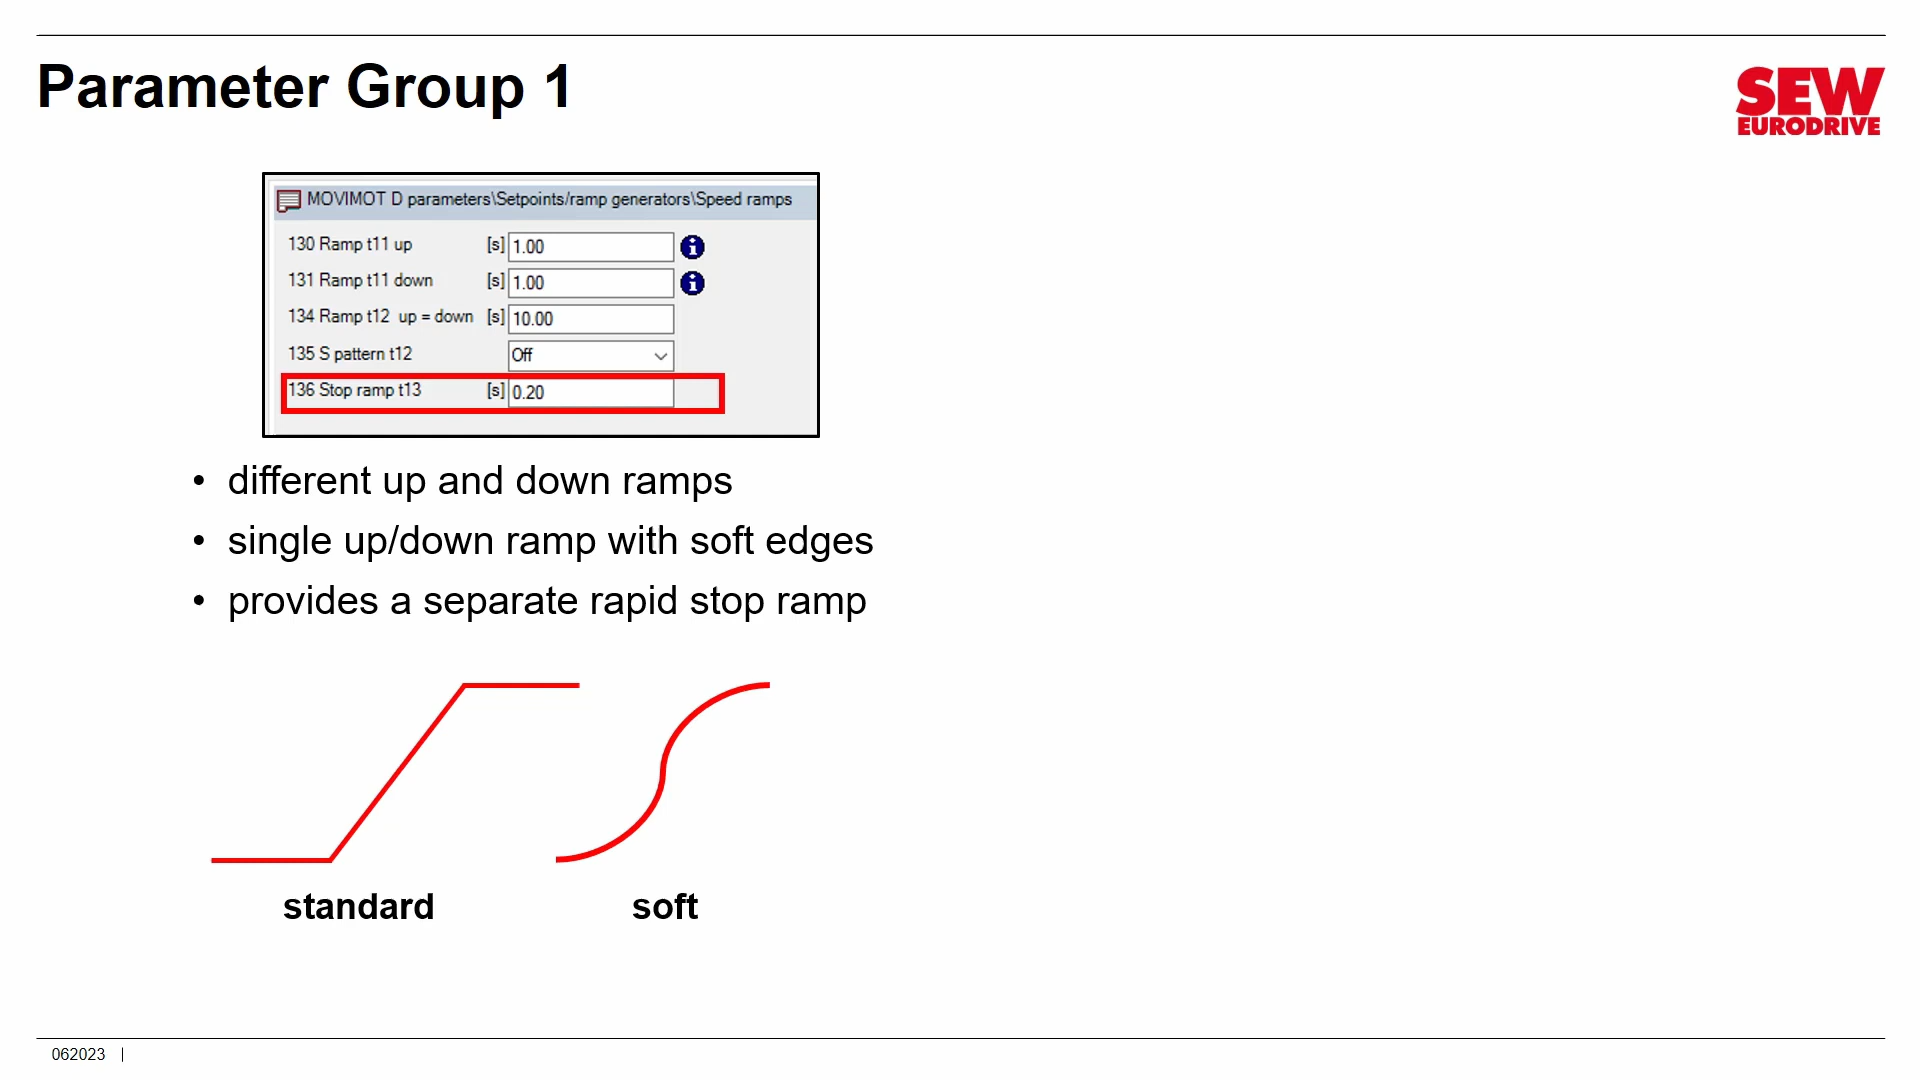 Parameter Group 1
SEW
EURODRIVE
MOVIMOT D parameters\Setpoints/ramp generators\Speed ramps
130 Ramp t11 up [s] 1.00
131 Ramp t11 down [s] 1.00
134 Ramp t12 up = down [s] 10.00
135 S pattern t12 Off
136 Stop ramp t13 [s] 0.20
• different up and down ramps
• single up/down ramp with soft edges
• provides a separate rapid stop ramp
standard soft
062023 |